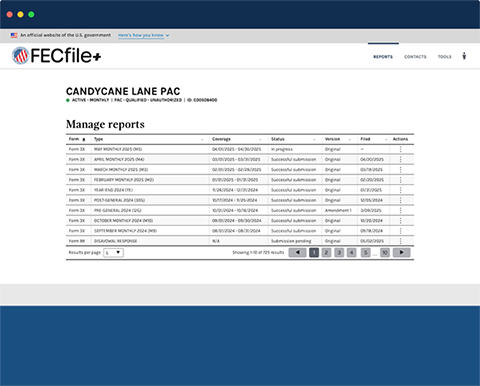 An official website of the U.S. government Here's how you know
FECfile+
REPORTS CONTACTS TOOLS
CANDYCANE LANE PAC
ACTIVE - MONTHLY | PAC - QUALIFIED - UNAUTHORIZED | ID: C00508400
Manage reports
Form Type Coverage Status Version Filed Actions
Form 3X MAY MONTHLY 2025 (M5) 04/01/2025 - 04/30/2025 In progress Original —
Form 3X APRIL MONTHLY 2025 (M4) 03/01/2025 - 03/31/2025 Successful submission Original 04/20/2025
Form 3X MARCH MONTHLY 2025 (M3) 02/01/2025 - 02/28/2025 Successful submission Original 03/19/2025
Form 3X FEBRUARY MONTHLY 2025 (M2) 01/01/2025 - 01/31/2025 Successful submission Original 02/20/2025
Form 3X YEAR-END 2024 (YE) 11/26/2024 - 12/31/2024 Successful submission Original 01/31/2025
Form 3X POST-GENERAL 2024 (30G) 10/17/2024 - 11/25/2024 Successful submission Original 12/05/2024
Form 3X PRE-GENERAL 2024 (12G) 10/01/2024 - 10/16/2024 Successful submission Amendment 1 2/09/2025
Form 3X OCTOBER MONTHLY 2024 (M10) 09/01/2024 - 09/30/2024 Successful submission Original 10/20/2024
Form 3X SEPTEMBER MONTHLY 2024 (M9) 08/01/2024 - 08/31/2024 Successful submission Original 09/18/2024
Form 99 DISAVOWAL RESPONSE N/A Submission pending Original 05/02/2025
Results per page: 5 Showing 1-10 of 725 results 1 2 3 4 5 ... 10